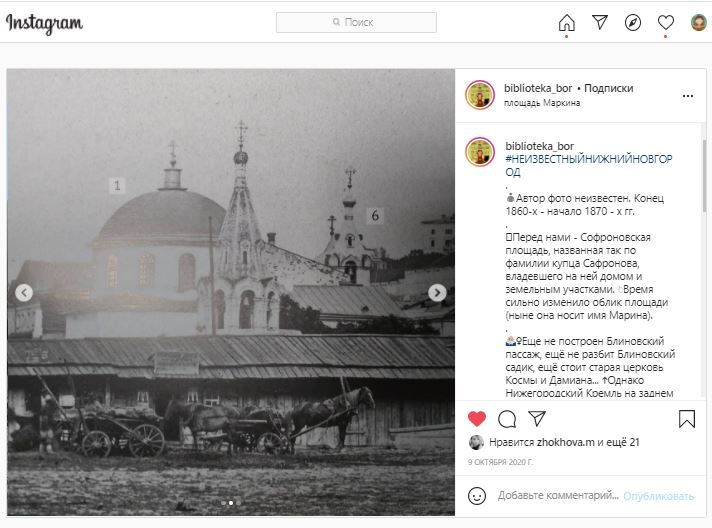 Instagram
Поиск
biblioteka_bor • Подписки
площадь Маркина
biblioteka_bor
#НЕИЗВЕСТНЫЙНИЖНИЙНОВГОР
ОД
.
Автор фото неизвестен. Конец
1860-х - начало 1870 - х гг.
.
Перед нами - Софроновская
площадь, названная так по
фамилии купца Сафронова,
владевшего на ней домом и
земельным участками. Время
сильно изменило облик площади
(ныне она носит имя Марина).
.
Еще не построен Блиновский
пассаж, ещё не разбит Блиновский
садик, ещё стоит старая церковь
Космы и Дамиана... Однако
Нижегородский Кремль на заднем
1
6
Нравится zhokhova.m и ещё 21
9 ОКТЯБРЯ 2020 Г.
Добавьте комментарий... Опубликовать